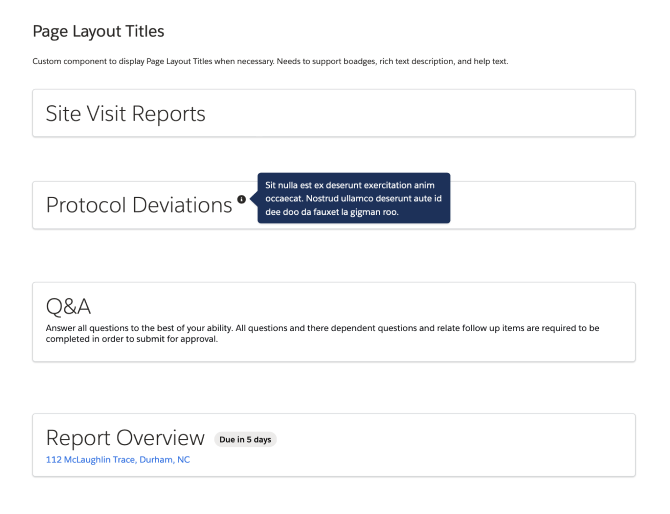 Page Layout Titles
Custom component to display Page Layout Titles when necessary. Needs to support boadges, rich text description, and help text.
Site Visit Reports
Protocol Deviations
Sit nulla est ex deserunt exercitation anim
occaecat. Nostrud ullamco deserunt aute id
dee doo da fauxet la gigman roo.
Q&A
Answer all questions to the best of your ability. All questions and there dependent questions and relate follow up items are required to be
completed in order to submit for approval.
Report Overview Due in 5 days
112 McLaughlin Trace, Durham, NC